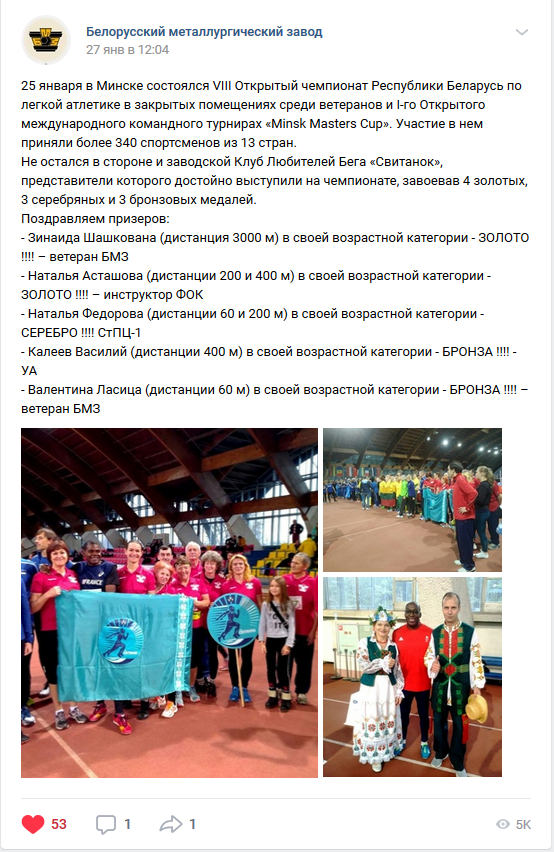 Белорусский металлургический завод
27 янв в 12:04
25 января в Минске состоялся VIII Открытый чемпионат Республики Беларусь по
легкой атлетике в закрытых помещениях среди ветеранов и I-го Открытого
международного командного турнирах «Minsk Masters Cup». Участие в нем
приняли более 340 спортсменов из 13 стран.
Не остался в стороне и заводской Клуб Любителей Бега «Свитанок»,
представители которого достойно выступили на чемпионате, завоевав 4 золотых,
3 серебряных и 3 бронзовых медалей.
Поздравляем призеров:
- Зинаида Шашкована (дистанция 3000 м) в своей возрастной категории - ЗОЛОТО
!!!! – ветеран БМЗ
- Наталья Асташова (дистанции 200 и 400 м) в своей возрастной категории -
ЗОЛОТО !!!! – инструктор ФОК
- Наталья Федорова (дистанции 60 и 200 м) в своей возрастной категории -
СЕРЕБРО !!!! СтПЦ-1
- Калеев Василий (дистанции 400 м) в своей возрастной категории - БРОНЗА !!!! -
УА
- Валентина Ласица (дистанции 60 м) в своей возрастной категории - БРОНЗА !!!! –
ветеран БМЗ
FRANCE
53
1
1
5K